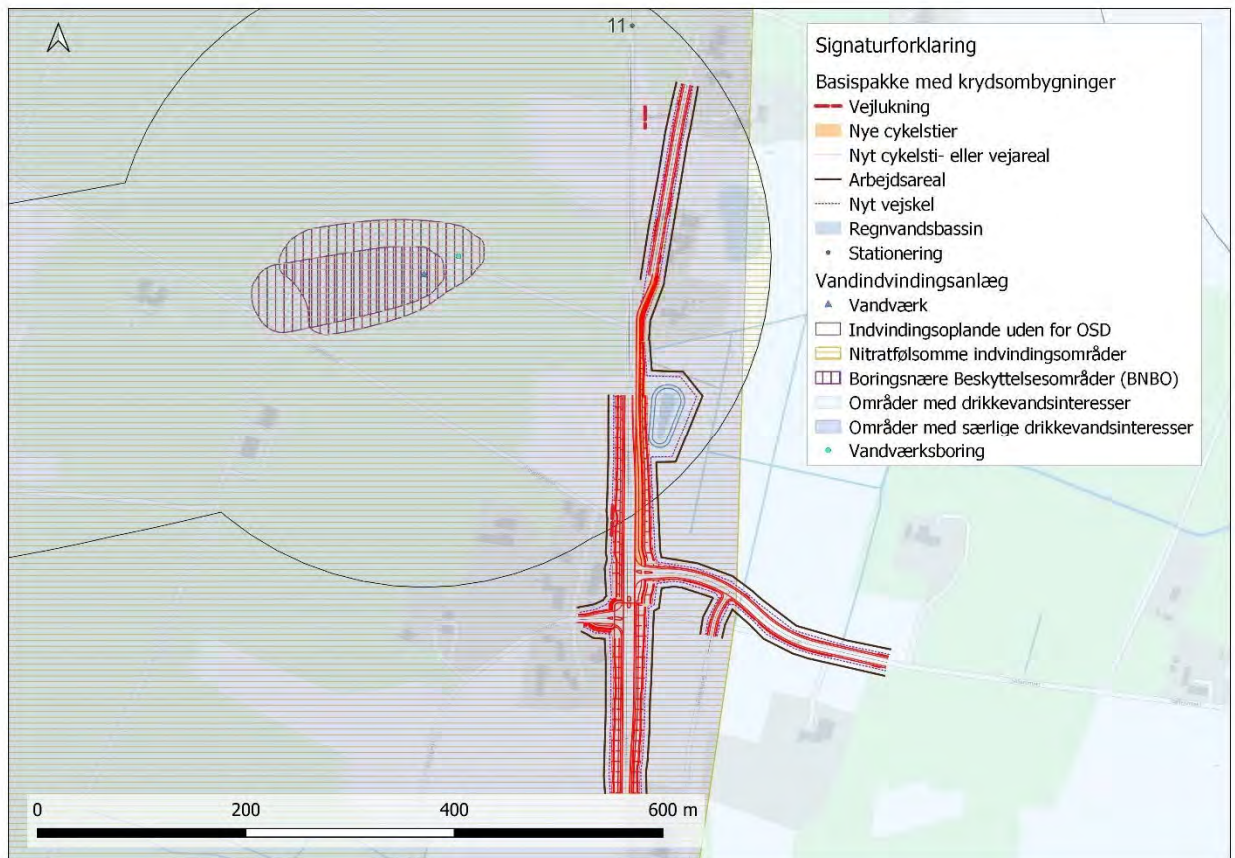 11
Signaturforklaring
Basispakke med krydsombygninger
Vejlukning
Nye cykelstier
Nyt cykelsti- eller vejareal
Arbejdsareal
Nyt vejskel
Regnvandsbassin
Stationering
Vandindvindingsanlæg
Vandværk
Indvindingsoplande uden for OSD
Nitratfølsomme indvindingsområder
Boringsnære Beskyttelsesområder (BNBO)
Områder med drikkevandsinteresser
Områder med særlige drikkevandsinteresser
Vandværksboring
0 200 400 600 m